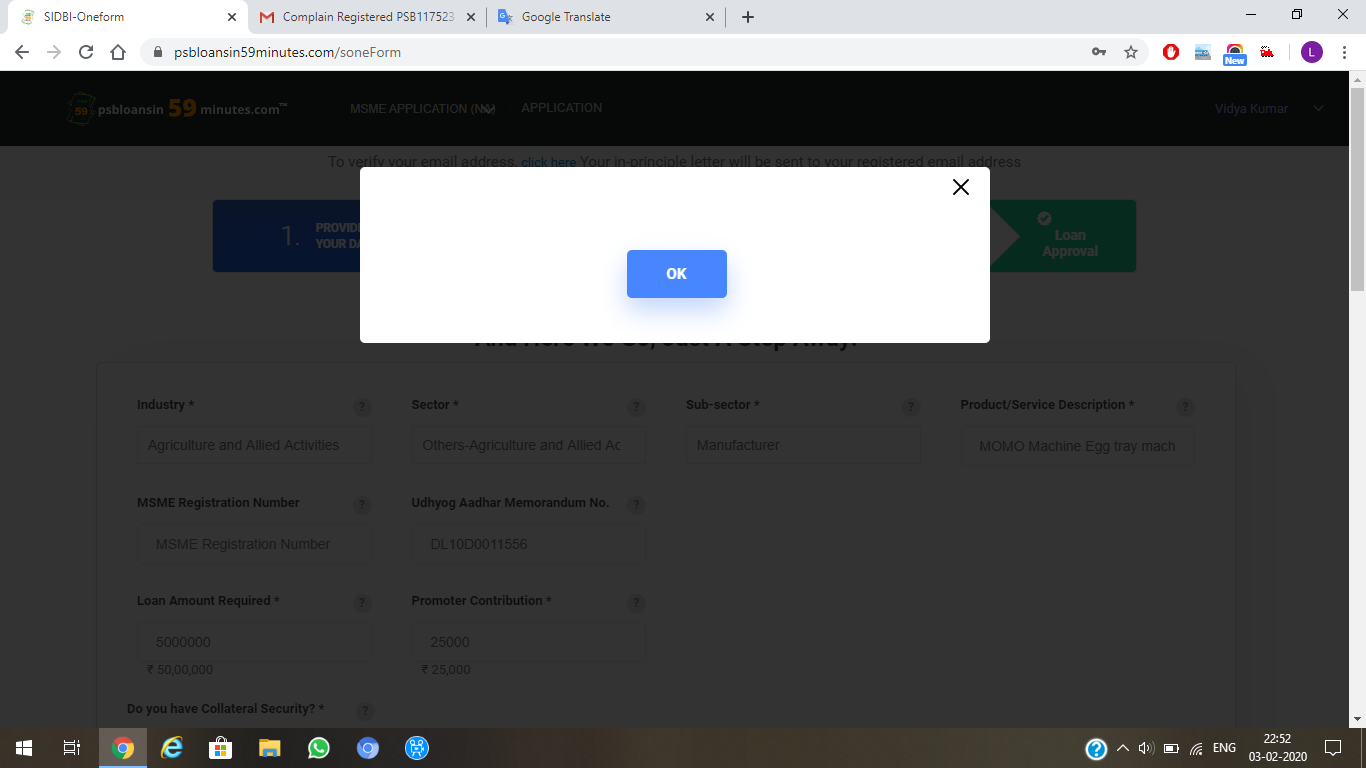 SIDBI-Oneform
Complain Registered PSB117523
Google Translate
psbloansin59minutes.com/soneForm
New
L
59 psbloansin 59 minutes.com™
MSME APPLICATION (N
APPLICATION
Vidya Kumar
To verify your email address, click here Your in-principle letter will be sent to your registered email address
1.
PROVID
YOUR DA
Loan
Approval
OK
And Here We Go, Just A Step Away!
Industry * ?
Sector * ?
Sub-sector * ?
Product/Service Description * ?
Agriculture and Allied Activities
Others-Agriculture and Allied Ac
Manufacturer
MOMO Machine Egg tray mach
MSME Registration Number ?
Udhyog Aadhar Memorandum No. ?
MSME Registration Number
DL10D0011556
Loan Amount Required * ?
Promoter Contribution * ?
5000000
25000
₹ 50,00,000
₹ 25,000
Do you have Collateral Security? * ?
ENG
22:52
03-02-2020